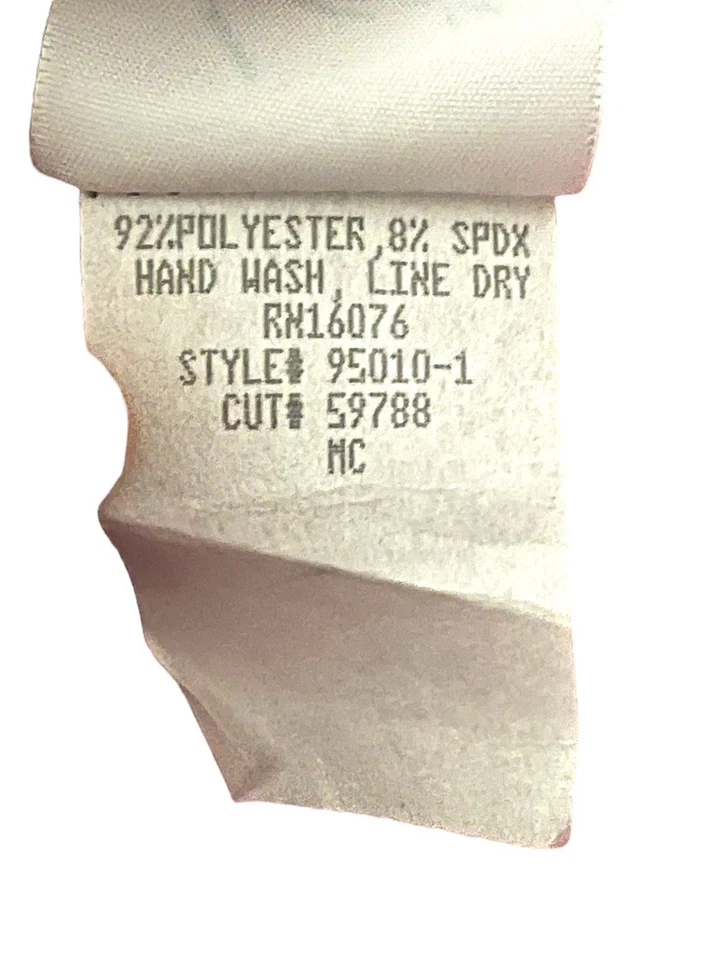 92%POLYESTER,8% SPDX
HAND WASH, LINE DRY
RN16076
STYLE# 95010-1
CUT# 59788
MC